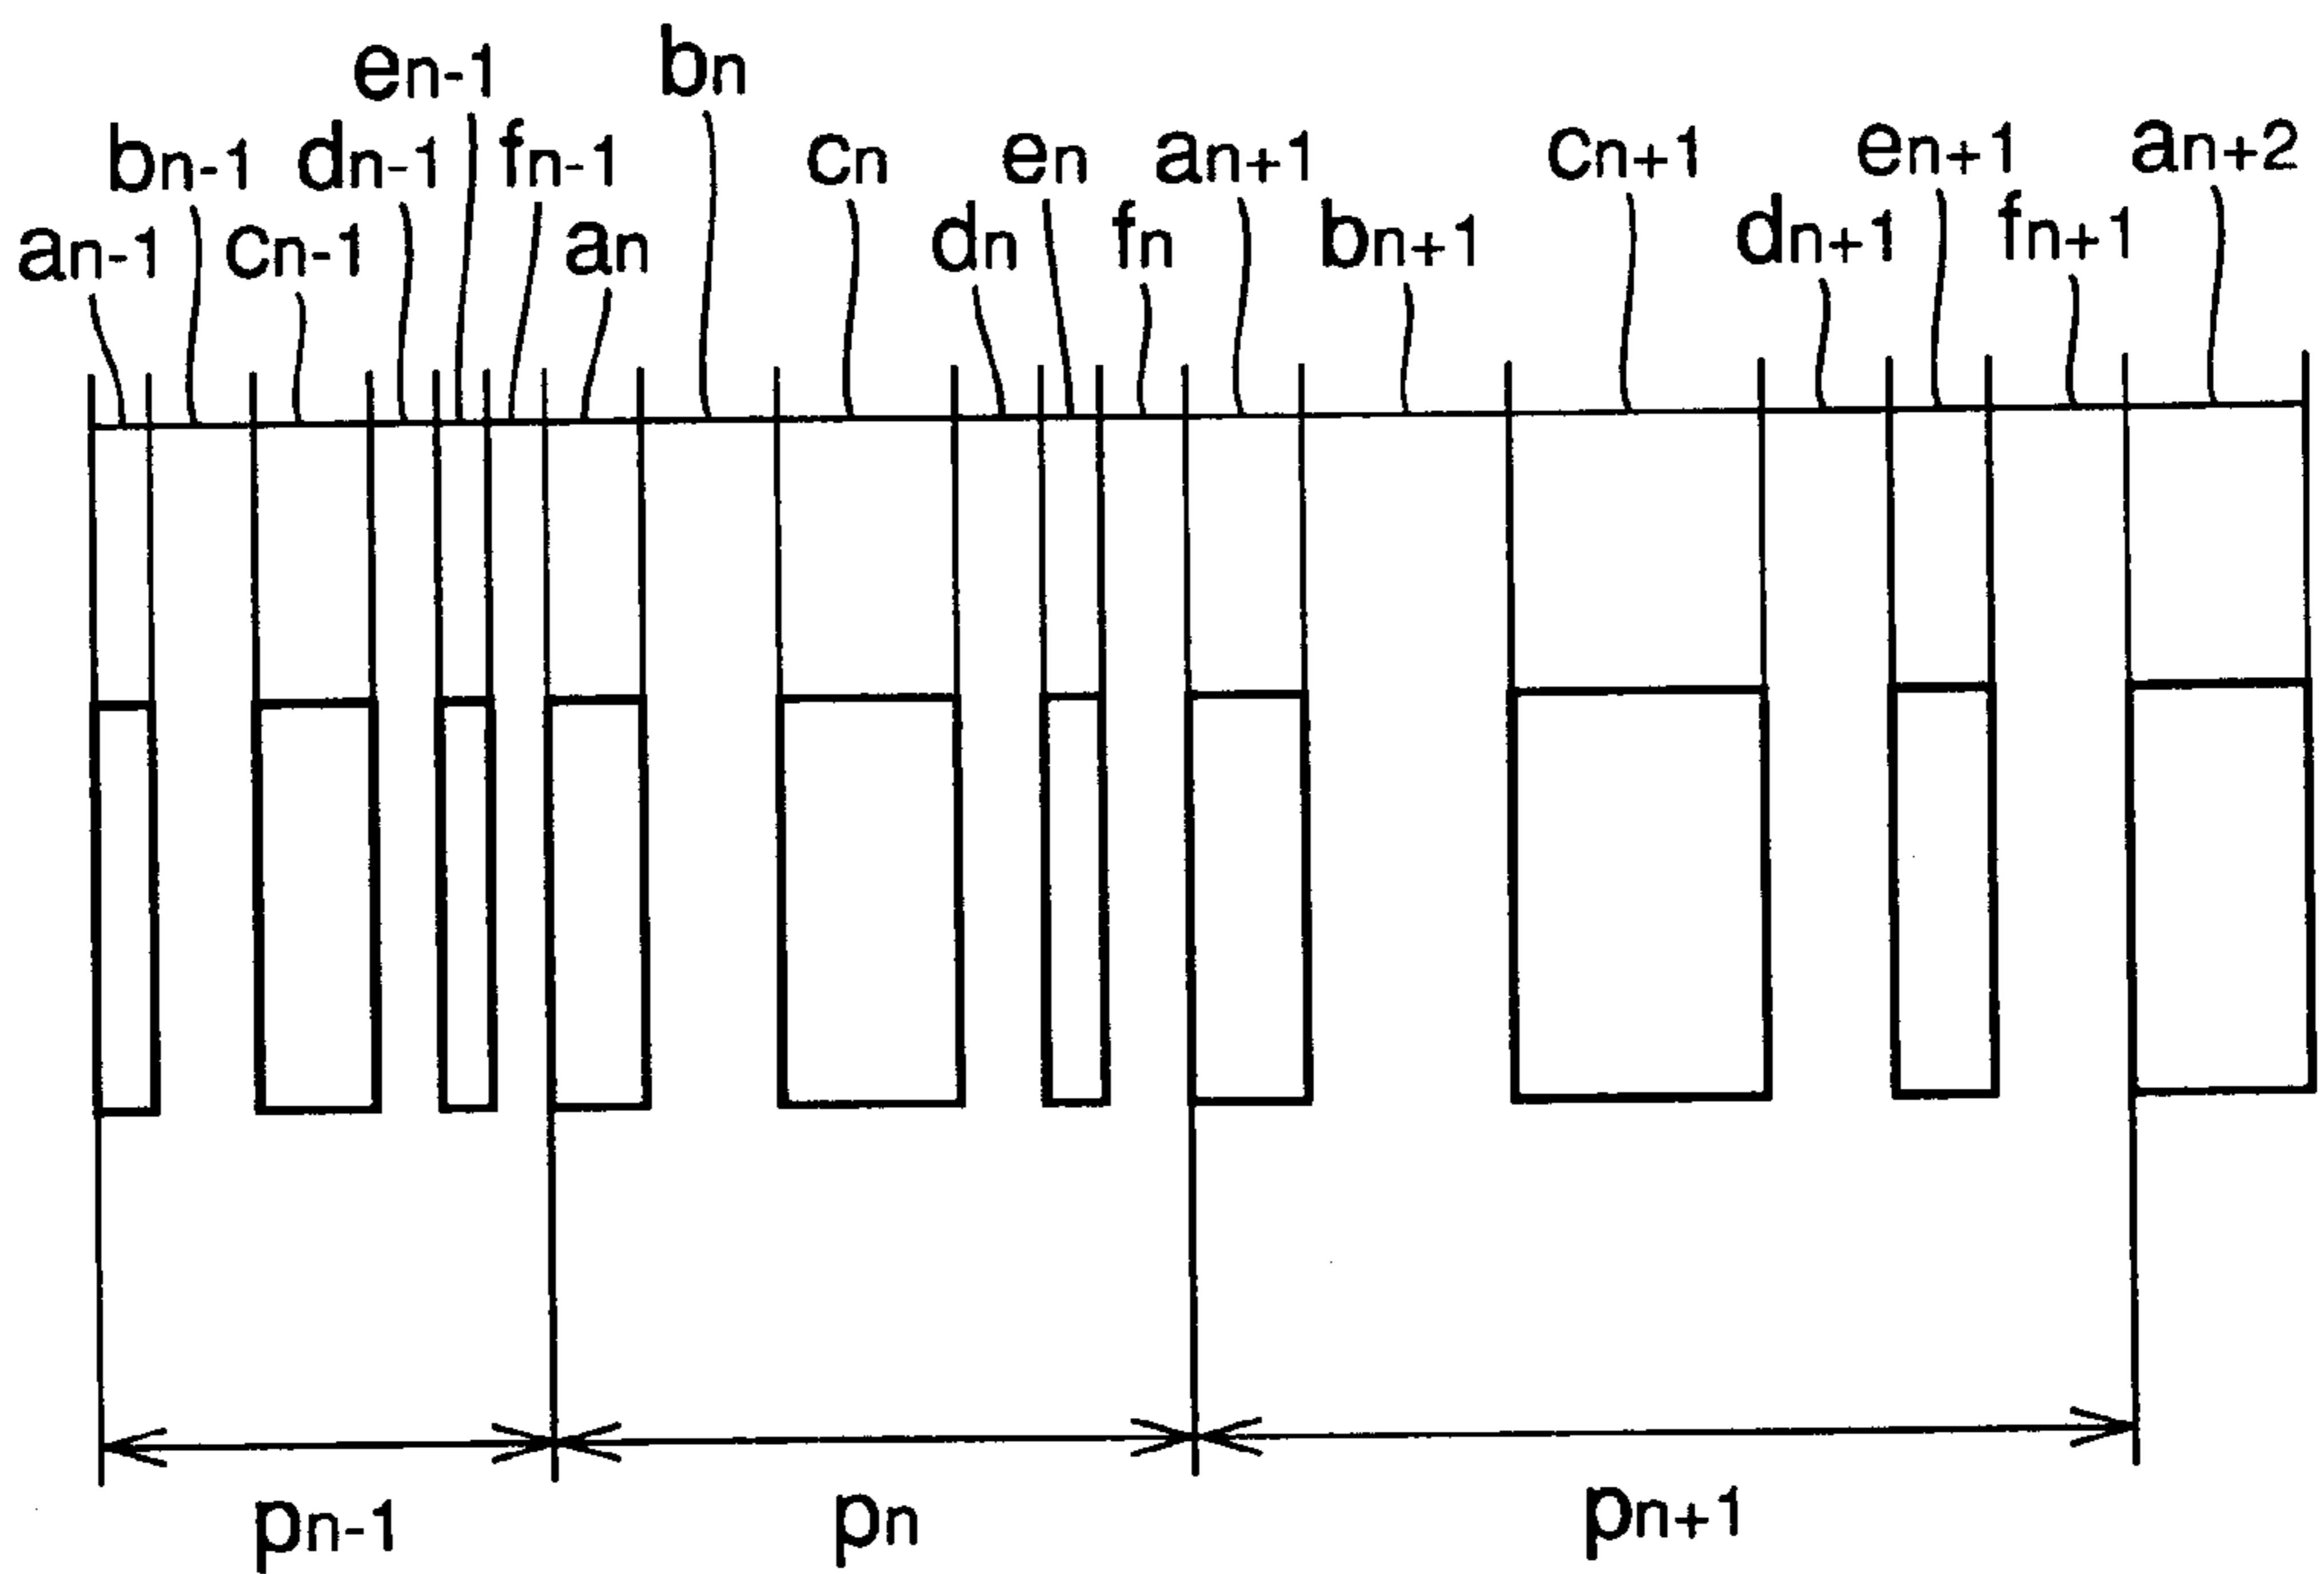 en-1 bn
bn-1 dn-1 fn-1 cn en an+1 cn+1 en+1 an+2
an-1 cn-1 an dn fn bn+1 dn+1 fn+1
pn-1 pn pn+1